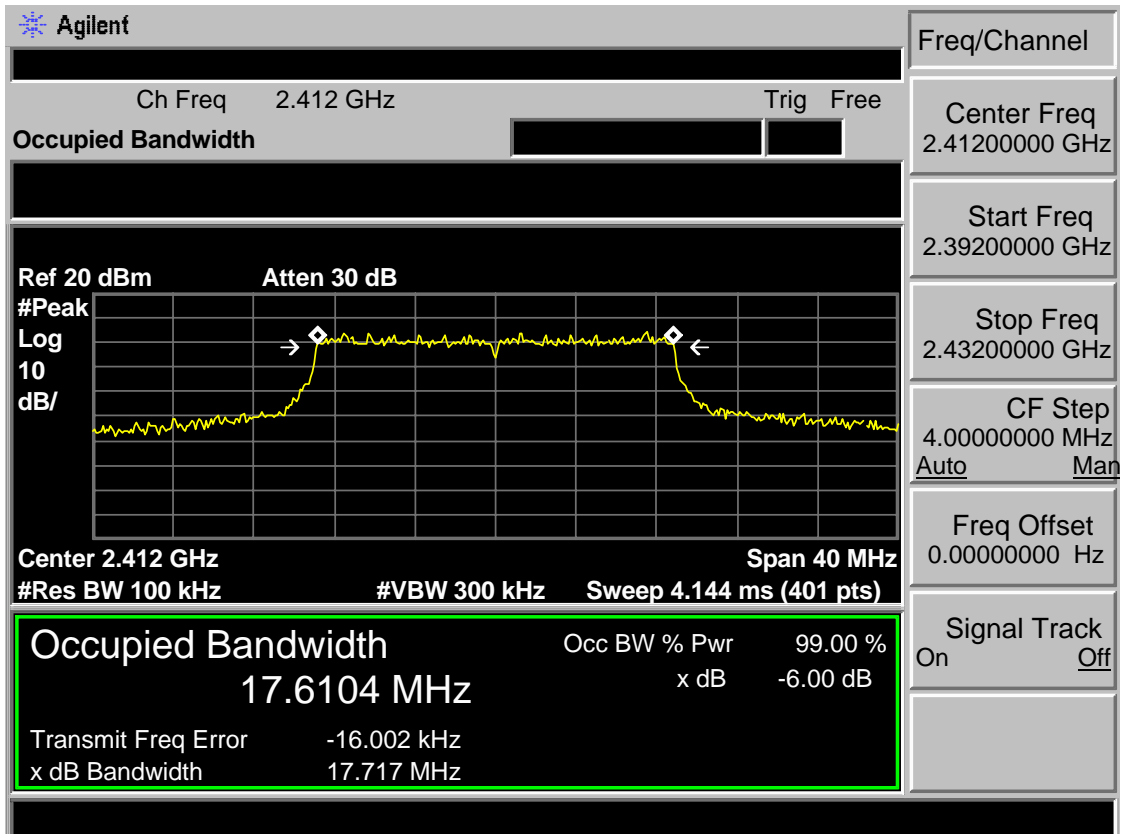 Agilent
Freq/Channel
Ch Freq 2.412 GHz Trig Free
Occupied Bandwidth
Center Freq
2.41200000 GHz
Start Freq
2.39200000 GHz
Stop Freq
2.43200000 GHz
CF Step
4.00000000 MHz
Auto Man
Freq Offset
0.00000000 Hz
Signal Track
On Off
Ref 20 dBm Atten 30 dB
#Peak
Log
10
dB/
Center 2.412 GHz Span 40 MHz
#Res BW 100 kHz #VBW 300 kHz Sweep 4.144 ms (401 pts)
Occupied Bandwidth Occ BW % Pwr 99.00 %
17.6104 MHz x dB -6.00 dB
Transmit Freq Error -16.002 kHz
x dB Bandwidth 17.717 MHz